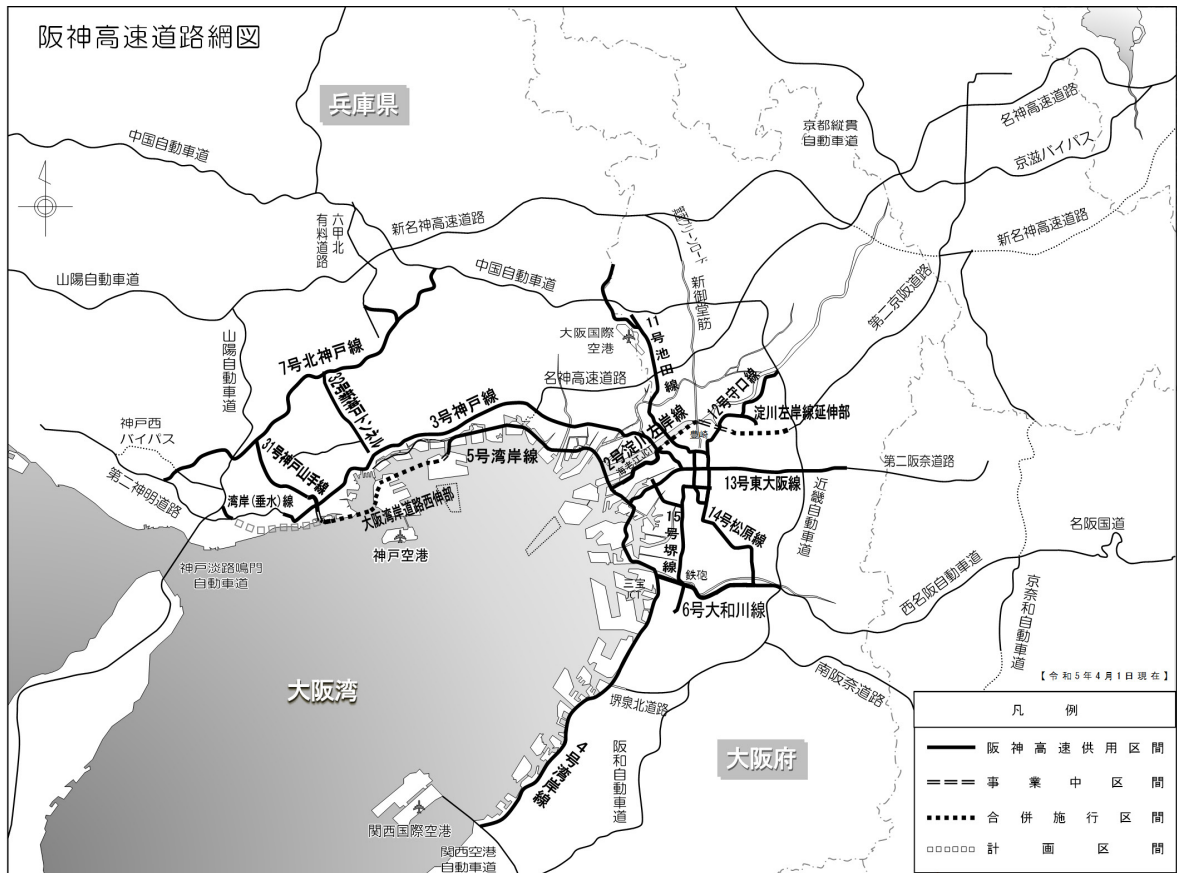 阪神高速道路網図
兵庫県
中国自動車道
京都縦貫
自動車道
名神高速道路
京滋バイパス
六甲北
有料道路
新名神高速道路
新名神高速道路
山陽自動車道
中国自動車道
新御堂筋
第二京阪道路
山陽自動車道
大阪国際
空港
11号池田線
7号北神戸線
32号新神戸トンネル
名神高速道路
3号神戸線
12号守口線
淀川左岸線延伸部
2号淀川左岸線
豊崎
海老江JCT
神戸西
バイパス
31号神戸山手線
5号湾岸線
13号東大阪線
第二阪奈道路
第二神明道路
湾岸(垂水)線
大阪湾岸道路西伸部
神戸空港
15号堺線
14号松原線
近畿自動車道
名阪国道
神戸淡路鳴門
自動車道
三宝
JCT
鉄砲
6号大和川線
西名阪自動車道
京奈和自動車道
大阪湾
堺泉北道路
南阪奈道路
【令和5年4月1日現在】
阪和自動車道
大阪府
4号湾岸線
関西国際空港
関西空港
自動車道
凡 例
阪神高速供用区間
事業中区間
合併施行区間
計画区間